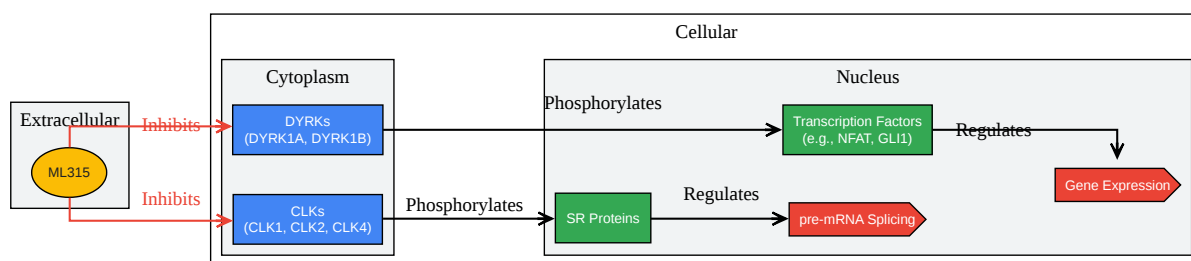 Cellular
Cytoplasm
Nucleus
Extracellular
Inhibits
DYRKs
(DYRK1A, DYRK1B)
Phosphorylates
Transcription Factors
(e.g., NFAT, GLI1)
Regulates
Gene Expression
ML315
Inhibits
CLKs
(CLK1, CLK2, CLK4)
Phosphorylates
SR Proteins
Regulates
pre-mRNA Splicing